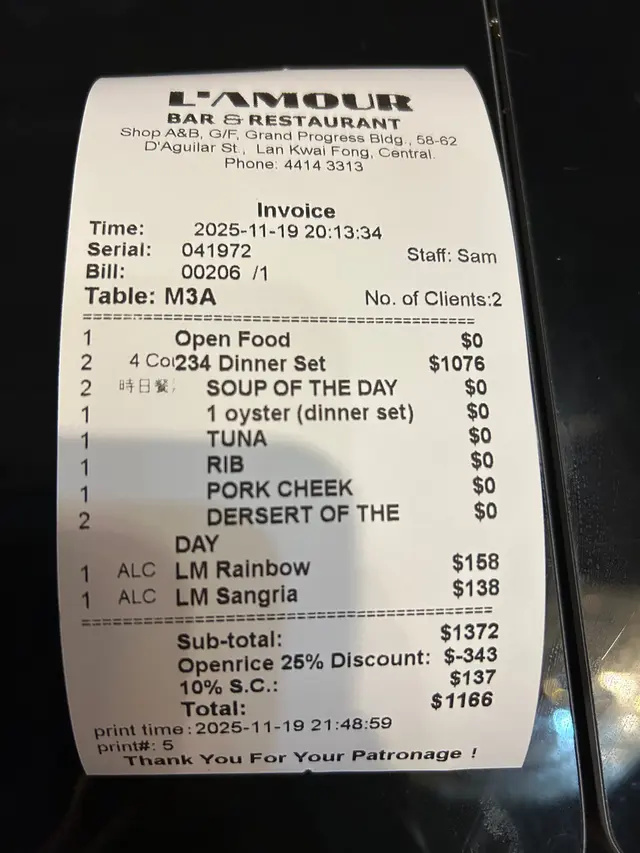 L'AMOUR
BAR & RESTAURANT
Shop A&B, G/F, Grand Progress Bldg., 58-62
D'Aguilar St., Lan Kwai Fong, Central.
Phone: 4414 3313
Invoice
Time: 2025-11-19 20:13:34
Serial: 041972 Staff: Sam
Bill: 00206 /1
Table: M3A No. of Clients:2
1 Open Food $0
2 4 Cou234 Dinner Set $1076
2 時日餐 SOUP OF THE DAY $0
1 1 oyster (dinner set) $0
1 TUNA $0
1 RIB $0
1 PORK CHEEK $0
2 DERSERT OF THE $0
DAY
1 ALC LM Rainbow $158
1 ALC LM Sangria $138
Sub-total: $1372
Openrice 25% Discount: $-343
10% S.C.: $137
Total: $1166
print time:2025-11-19 21:48:59
print#: 5
Thank You For Your Patronage !